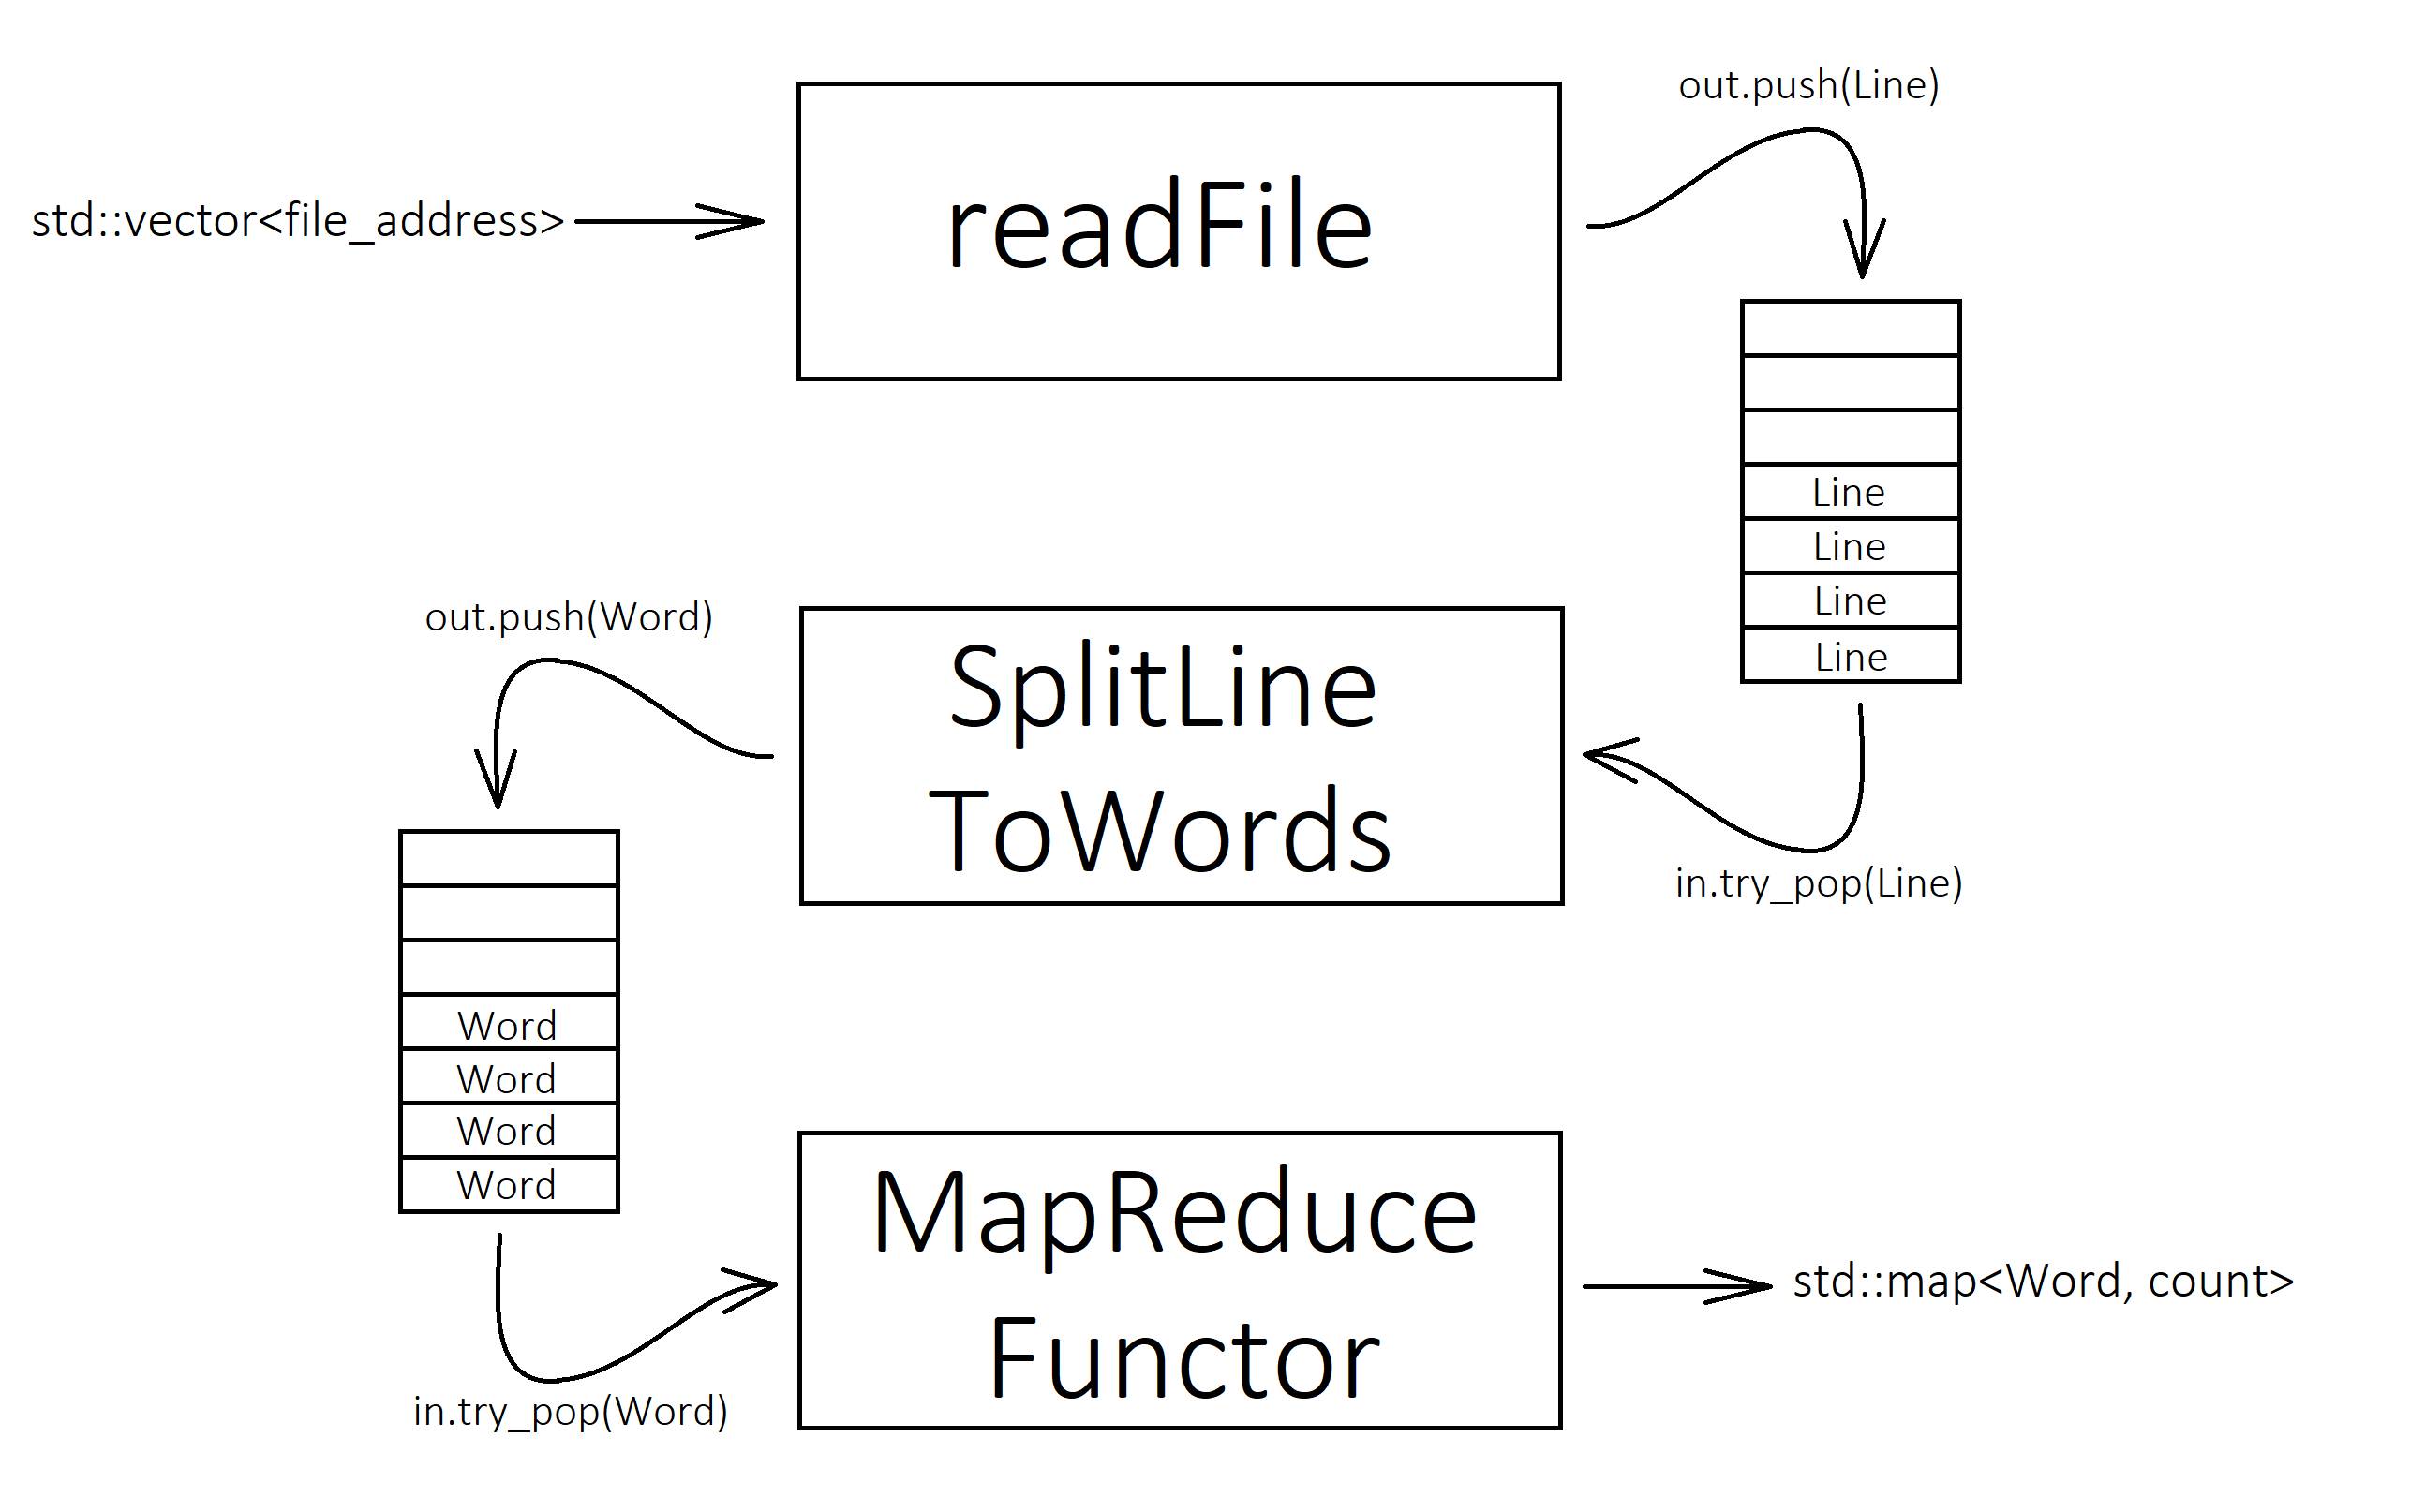 out.push(Line)
std::vector<file_address>
readFile
Line
Line
Line
Line
out.push(Word)
SplitLine
ToWords
in.try_pop(Line)
Word
Word
Word
Word
MapReduce
Functor
std::map<Word, count>
in.try_pop(Word)